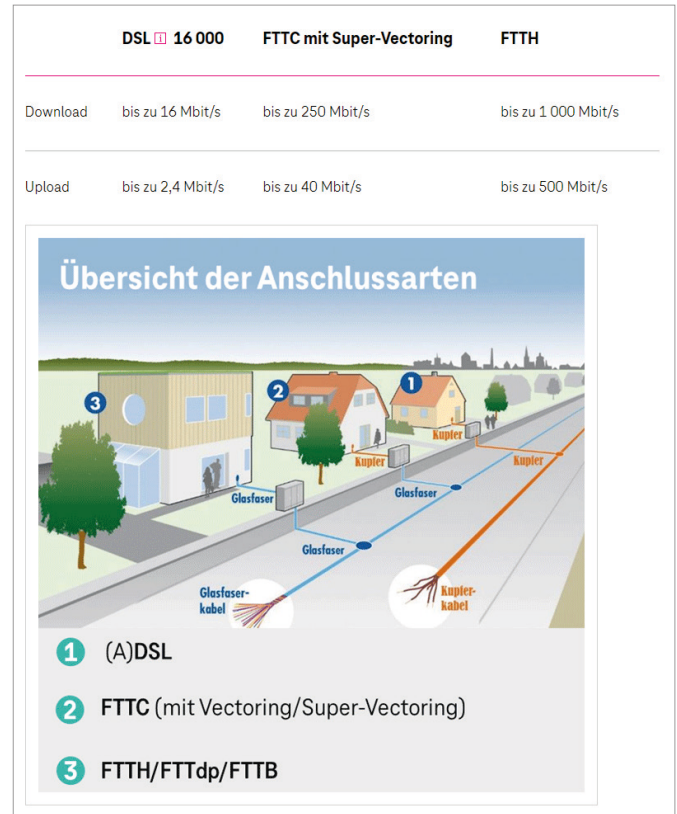 DSL i 16 000 FTTC mit Super-Vectoring FTTH
Download bis zu 16 Mbit/s bis zu 250 Mbit/s bis zu 1 000 Mbit/s
Upload bis zu 2,4 Mbit/s bis zu 40 Mbit/s bis zu 500 Mbit/s
Übersicht der Anschlussarten
1
2
3
Kupfer
Kupfer
Kupfer
Glasfaser
Glasfaser
Glasfaser
Glasfaser-
kabel
Kupfer-
kabel
1 (A)DSL
2 FTTC (mit Vectoring/Super-Vectoring)
3 FTTH/FTTdp/FTTB